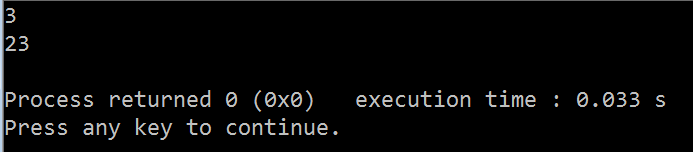 3
23
Process returned 0 (0x0)   execution time : 0.033 s
Press any key to continue.